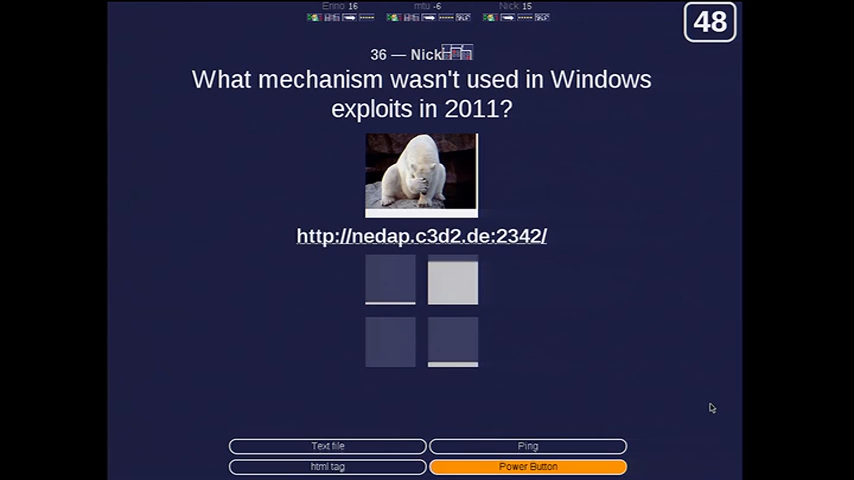 Enno 16
mtu -6
Nick 15
48
36 — Nick
What mechanism wasn't used in Windows
exploits in 2011?
http://nedap.c3d2.de:2342/
Text file
Ping
html tag
Power Button